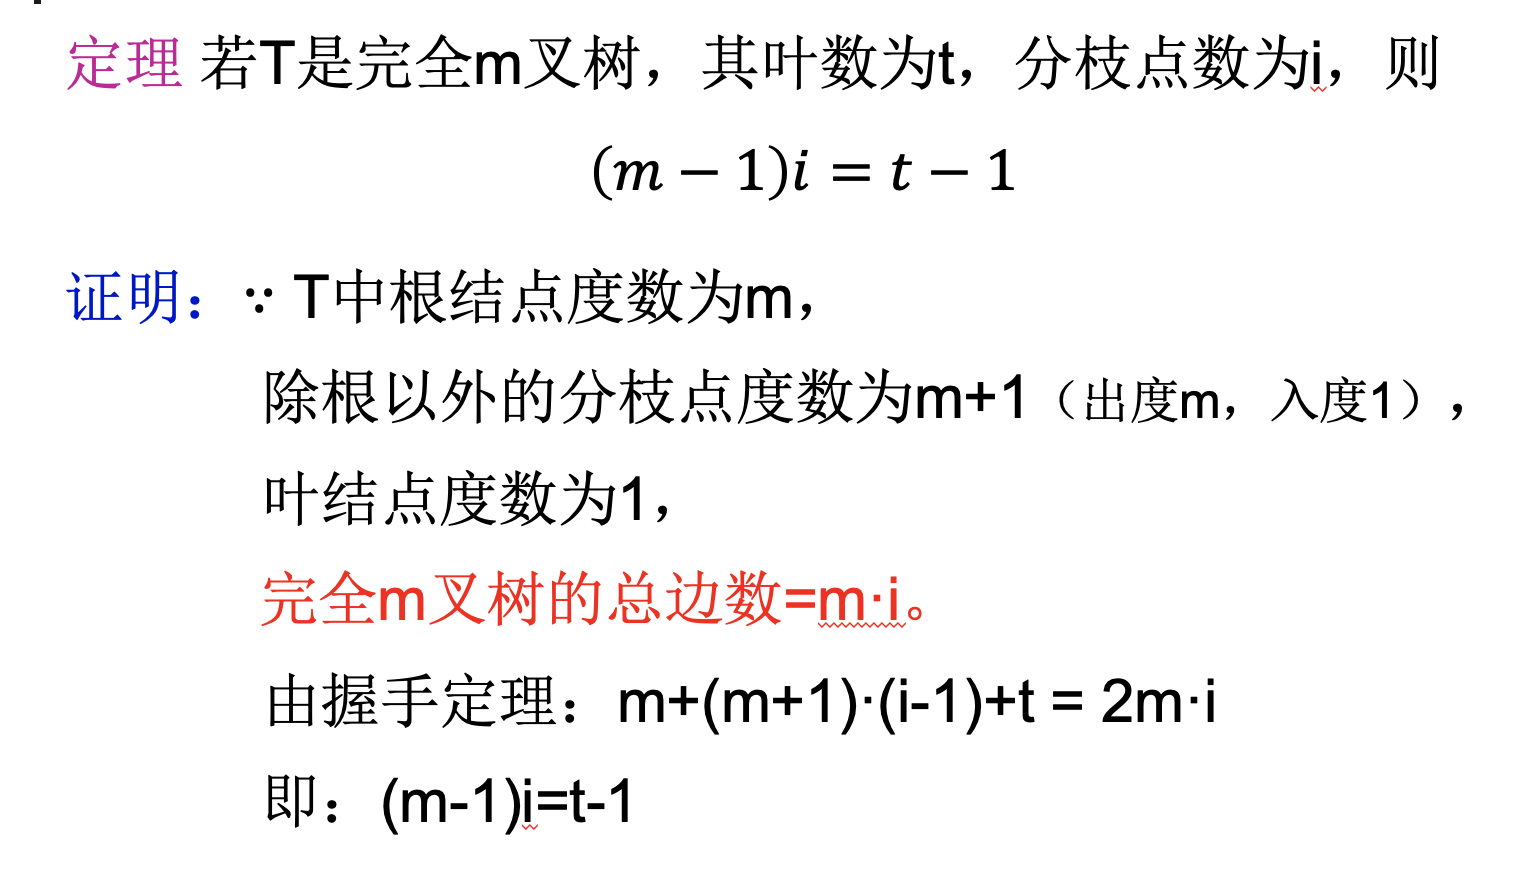 定理 若T是完全m叉树，其叶数为t，分枝点数为i，则
(m − 1)i = t − 1
证明：∵ T中根结点度数为m，
除根以外的分枝点度数为m+1（出度m，入度1），
叶结点度数为1，
完全m叉树的总边数=m·i。
由握手定理：m+(m+1)·(i-1)+t = 2m·i
即：(m-1)i=t-1